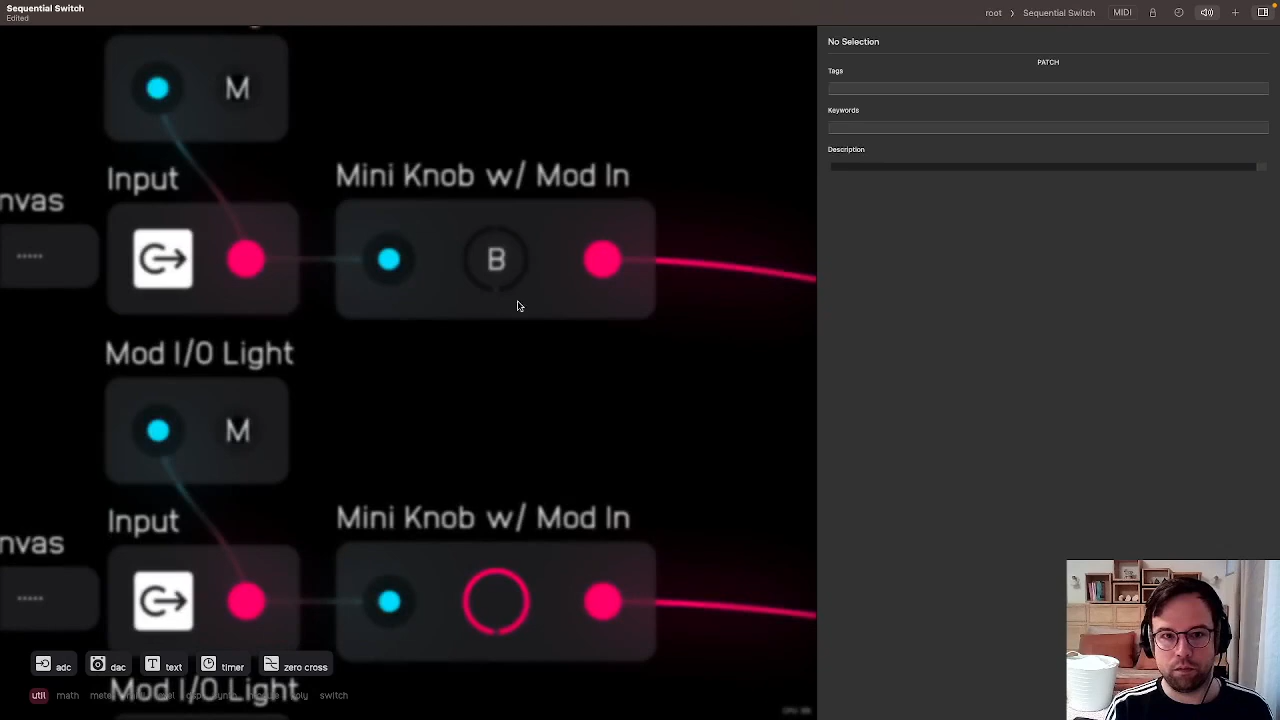 Sequential Switch
Edited
root › Sequential Switch MIDI
No Selection
PATCH
Tags
Keywords
Description
M
Input
Mini Knob w/ Mod In
nvas
B
Mod I/O Light
M
Input
Mini Knob w/ Mod In
nvas
adc dac text timer zero cross
Mod I/O Light
util math switch